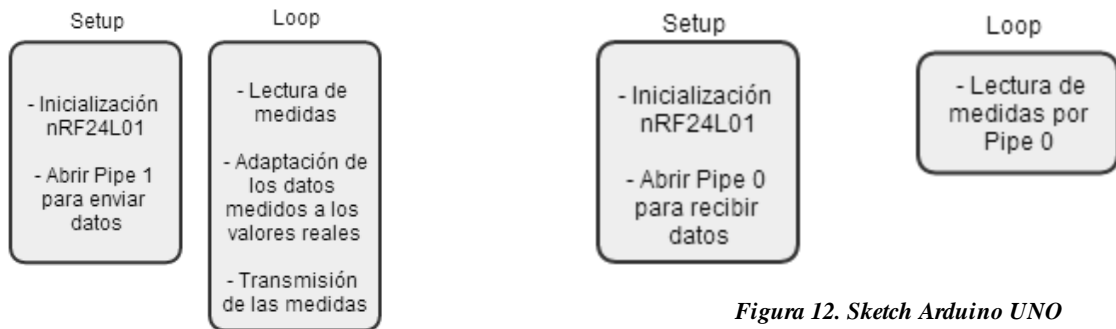 Setup
- Inicialización
nRF24L01
- Abrir Pipe 1
para enviar
datos
Loop
- Lectura de
medidas
- Adaptación de
los datos
medidos a los
valores reales
- Transmisión
de las medidas
Setup
- Inicialización
nRF24L01
- Abrir Pipe 0
para recibir
datos
Loop
- Lectura de
medidas por
Pipe 0
Figura 12. Sketch Arduino UNO